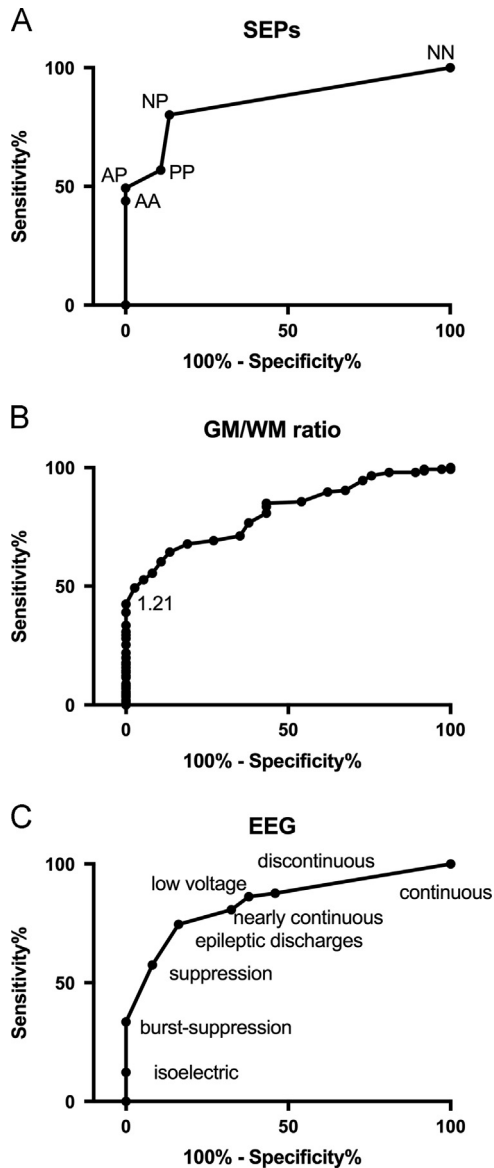 A
SEPs
100
NN
NP
AP
PP
50
AA
0
0
50
100
Sensitivity%
100% - Specificity%
B
GM/WM ratio
100
50
1.21
0
0
50
100
Sensitivity%
100% - Specificity%
C
EEG
discontinuous
100
low voltage
continuous
nearly continuous
epileptic discharges
suppression
50
burst-suppression
isoelectric
0
0
50
100
Sensitivity%
100% - Specificity%